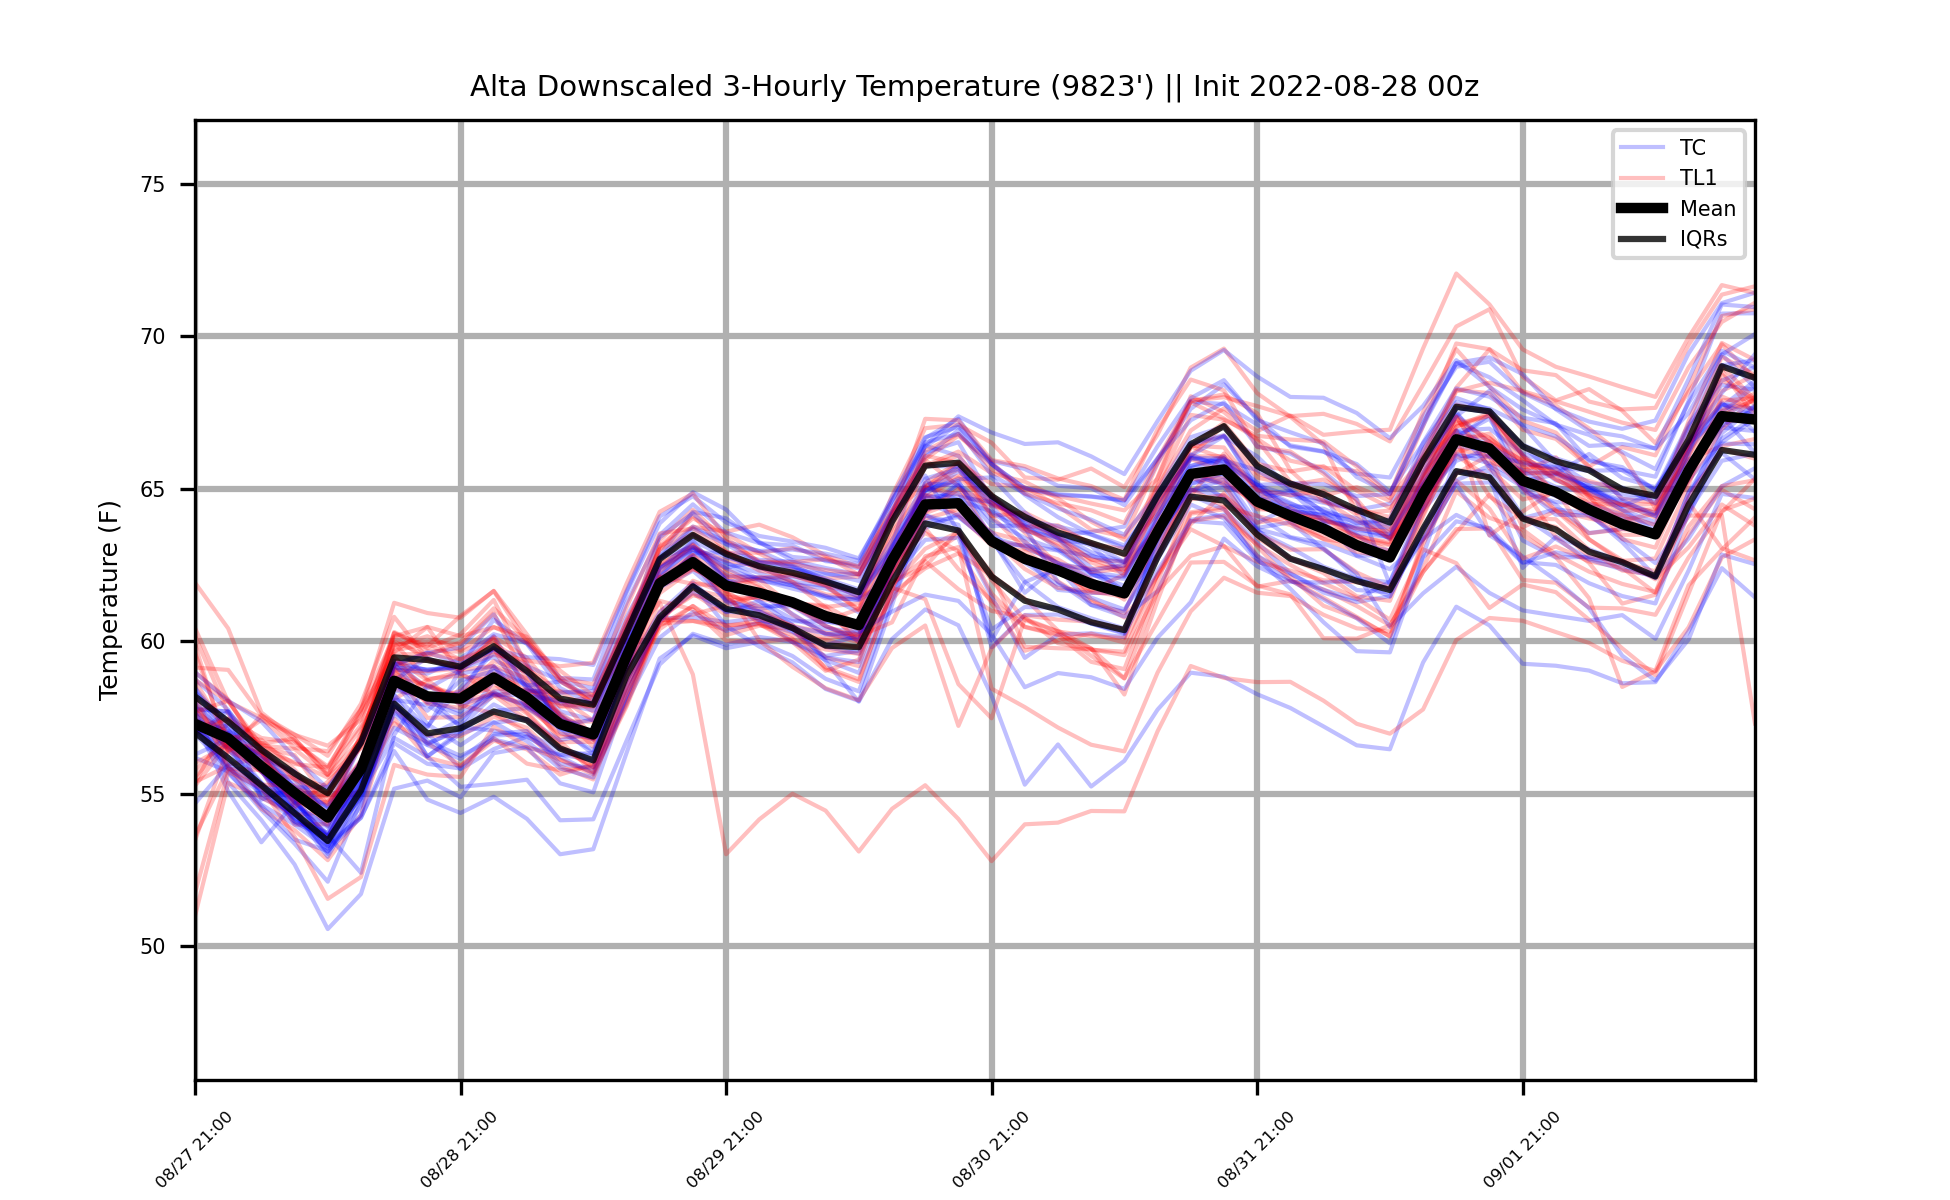 Alta Downscaled 3-Hourly Temperature (9823') || Init 2022-08-28 00z
TC
TL1
Mean
IQRs
Temperature (F)
75
70
65
60
55
50
08/27 21:00
08/28 21:00
08/29 21:00
08/30 21:00
08/31 21:00
09/01 21:00